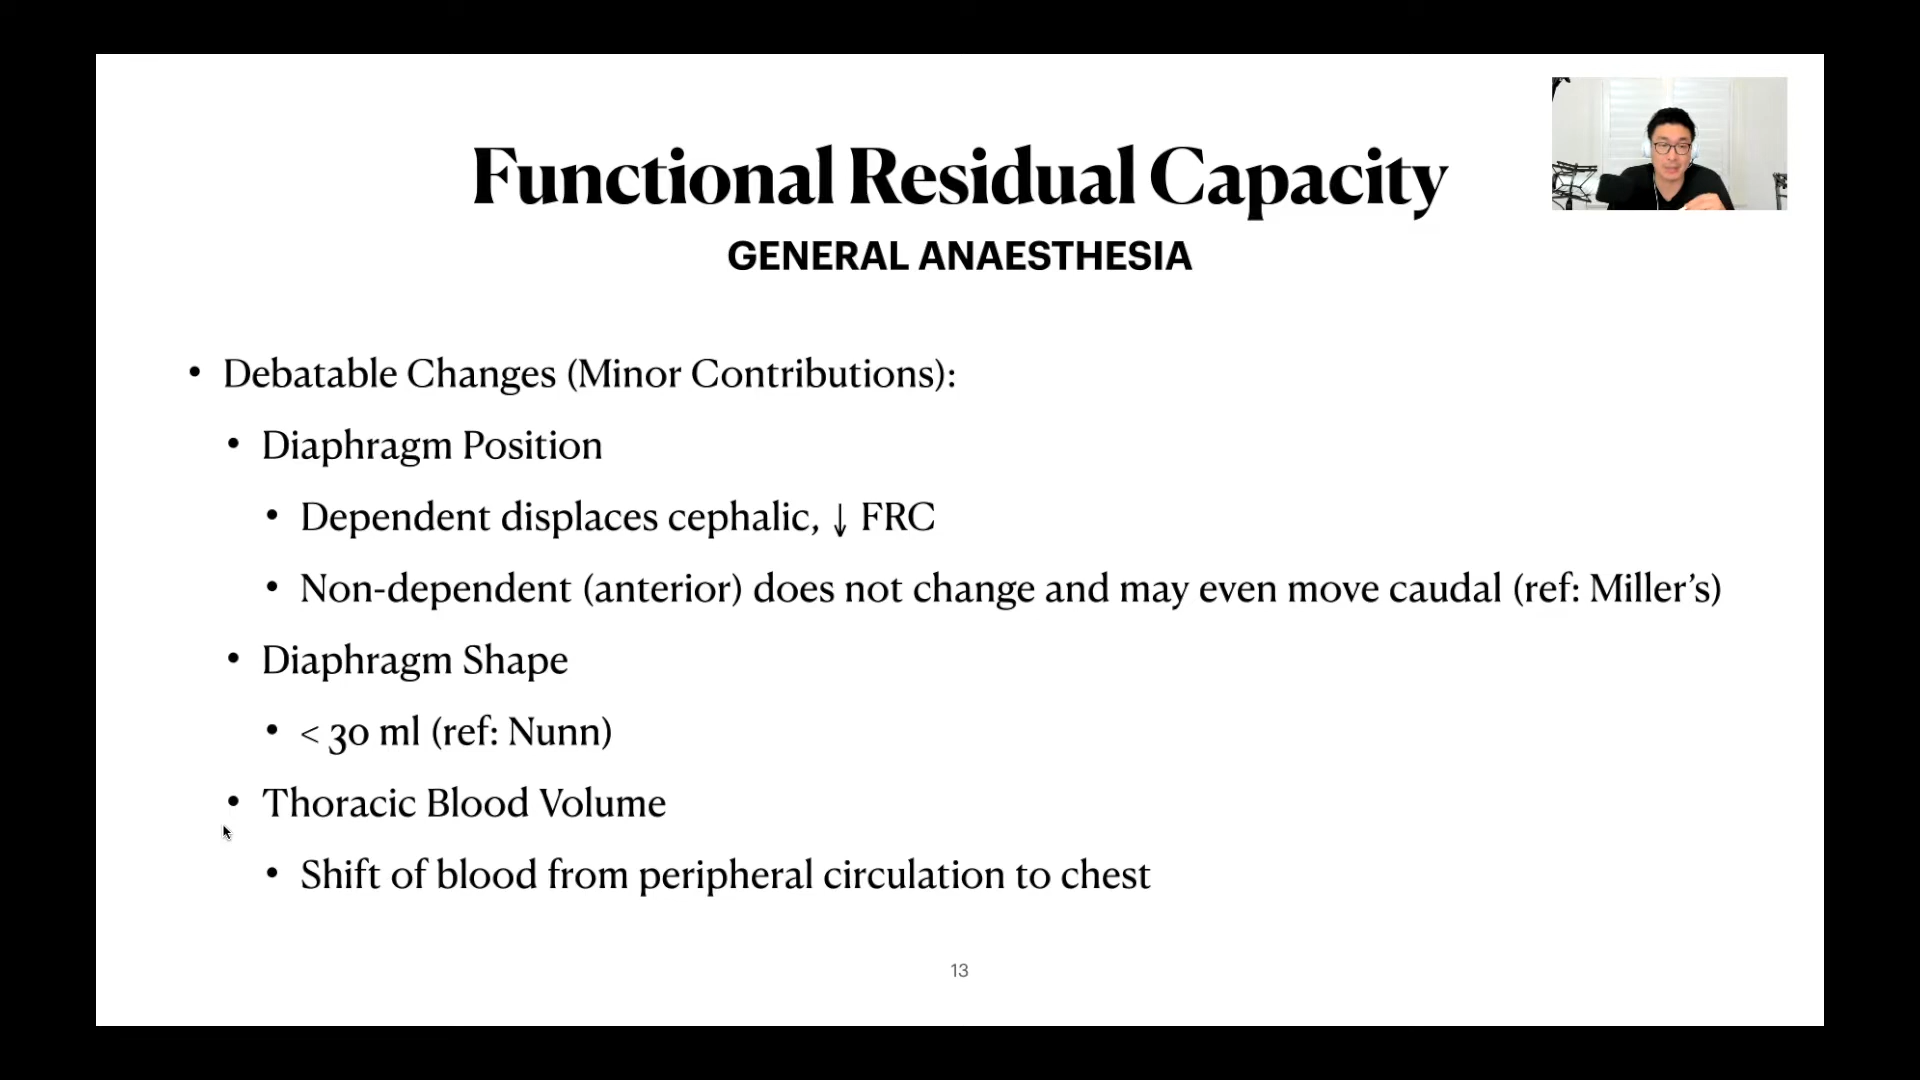 Functional Residual Capacity
GENERAL ANAESTHESIA
• Debatable Changes (Minor Contributions):
• Diaphragm Position
• Dependent displaces cephalic, ↓ FRC
• Non-dependent (anterior) does not change and may even move caudal (ref: Miller’s)
• Diaphragm Shape
• < 30 ml (ref: Nunn)
• Thoracic Blood Volume
• Shift of blood from peripheral circulation to chest
13